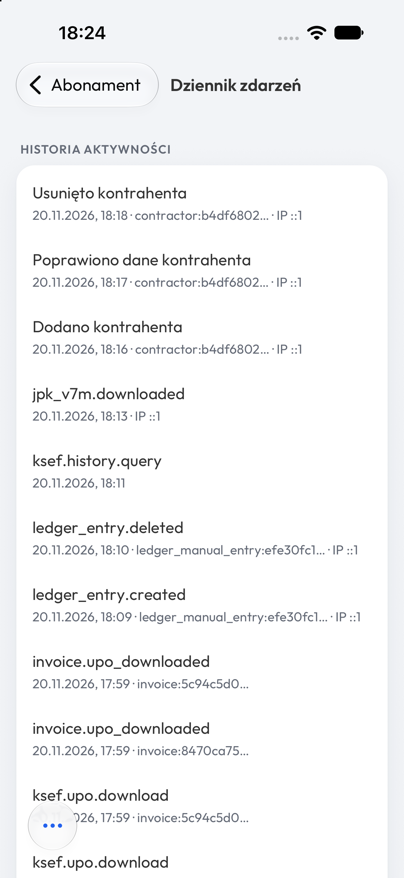 18:24
Abonament
Dziennik zdarzeń
HISTORIA AKTYWNOŚCI
Usunięto kontrahenta
20.11.2026, 18:18 · contractor:b4df6802... · IP ::1
Poprawiono dane kontrahenta
20.11.2026, 18:17 · contractor:b4df6802... · IP ::1
Dodano kontrahenta
20.11.2026, 18:16 · contractor:b4df6802... · IP ::1
jpk_v7m.downloaded
20.11.2026, 18:13 · IP ::1
ksef.history.query
20.11.2026, 18:11
ledger_entry.deleted
20.11.2026, 18:10 · ledger_manual_entry:efe30fc1... · IP ::1
ledger_entry.created
20.11.2026, 18:09 · ledger_manual_entry:efe30fc1... · IP ::1
invoice.upo_downloaded
20.11.2026, 17:59 · invoice:5c94c5d0...
invoice.upo_downloaded
20.11.2026, 17:59 · invoice:8470ca75...
ksef.upo.download
2026, 17:59 · invoice:5c94c5d0...
ksef.upo.download